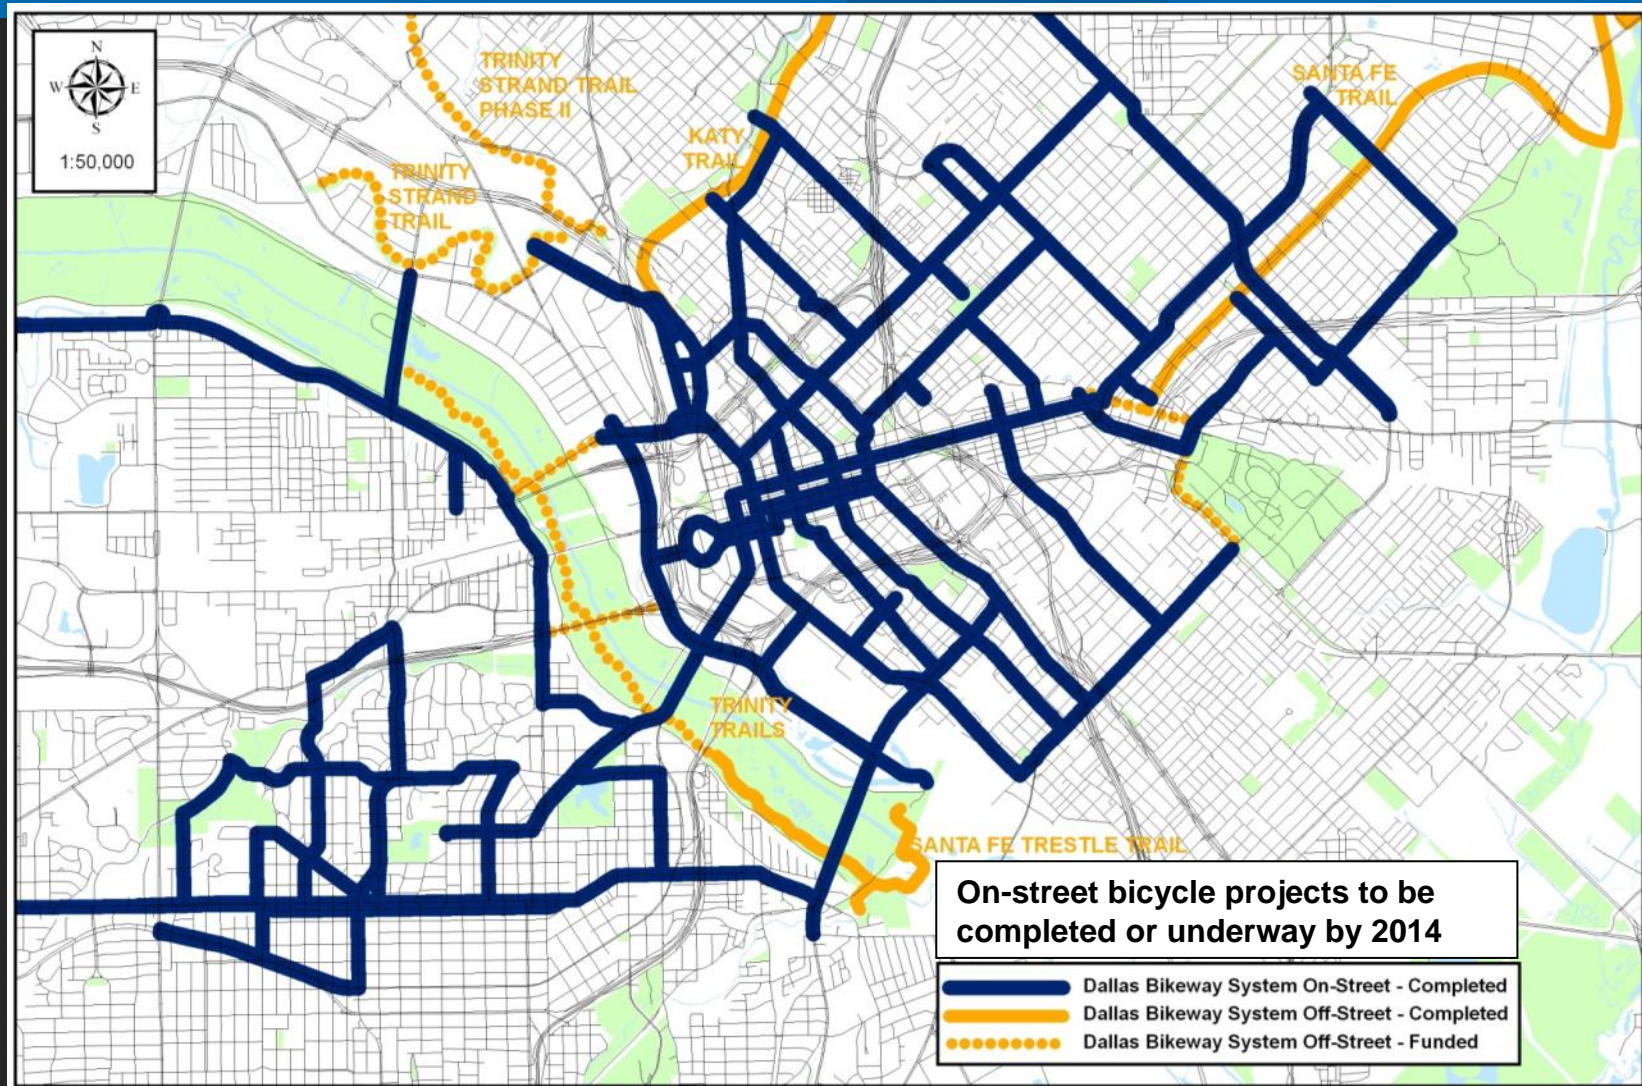 N
W E
S
1:50,000
TRINITY
STRAND TRAIL
PHASE II
TRINITY
STRAND
TRAIL
KATY
TRAIL
SANTA FE
TRAIL
TRINITY
TRAILS
SANTA FE TRESTLE TRAIL
On-street bicycle projects to be
completed or underway by 2014
Dallas Bikeway System On-Street - Completed
Dallas Bikeway System Off-Street - Completed
Dallas Bikeway System Off-Street - Funded